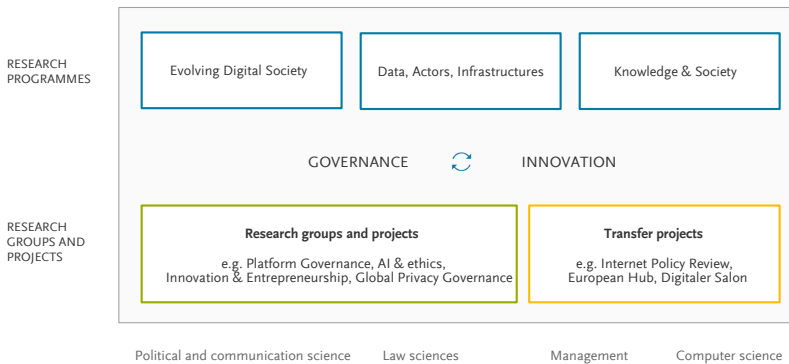 RESEARCH
PROGRAMMES
Evolving Digital Society
Data, Actors, Infrastructures
Knowledge & Society
GOVERNANCE
INNOVATION
RESEARCH
GROUPS AND
PROJECTS
Research groups and projects
e.g. Platform Governance, AI & ethics,
Innovation & Entrepreneurship, Global Privacy Governance
Transfer projects
e.g. Internet Policy Review,
European Hub, Digitaler Salon
Political and communication science
Law sciences
Management
Computer science